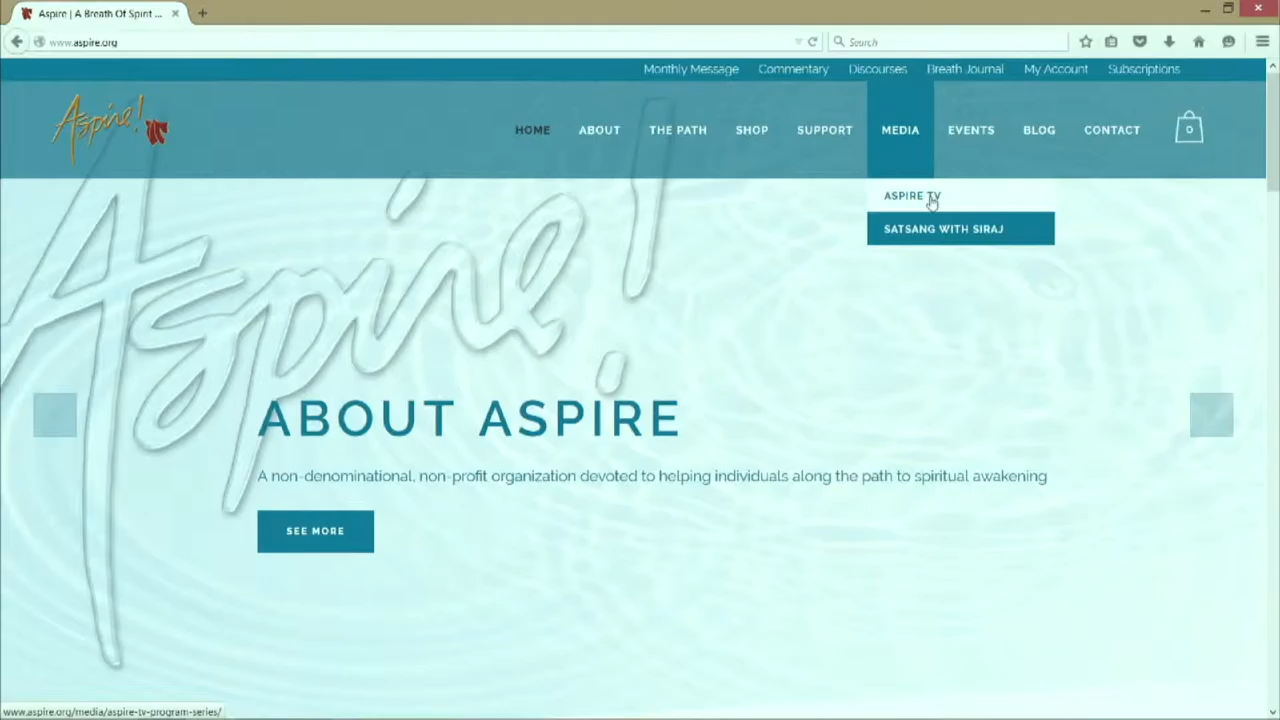 Aspire | A Breath Of Spirit ...
www.aspire.org
Search
Monthly Message Commentary Discourses Breath Journal My Account Subscriptions
Aspire!
HOME ABOUT THE PATH SHOP SUPPORT MEDIA EVENTS BLOG CONTACT 0
ASPIRE TV
SATSANG WITH SIRAJ
Aspire!
ABOUT ASPIRE
A non-denominational, non-profit organization devoted to helping individuals along the path to spiritual awakening
SEE MORE
www.aspire.org/media/aspire-tv-program-series/